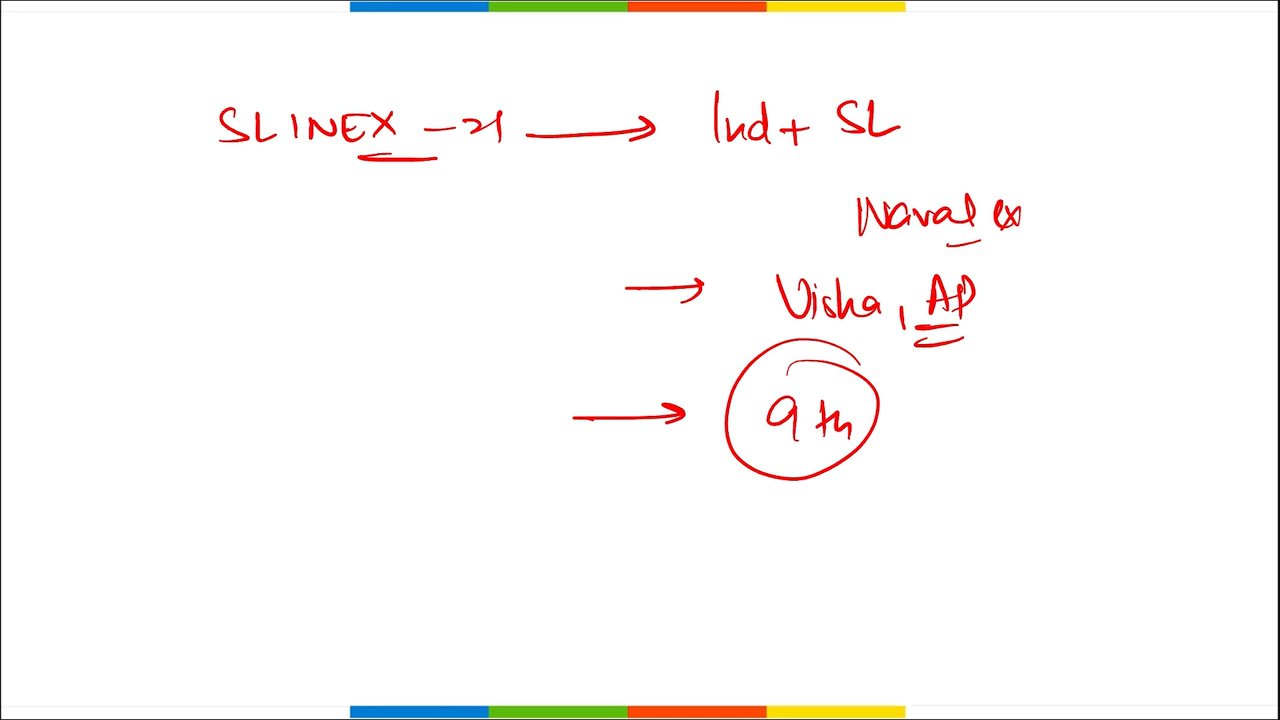 SLINEX - 21 → Ind + SL
Naval ex
→ Visha, AP
→ 9th